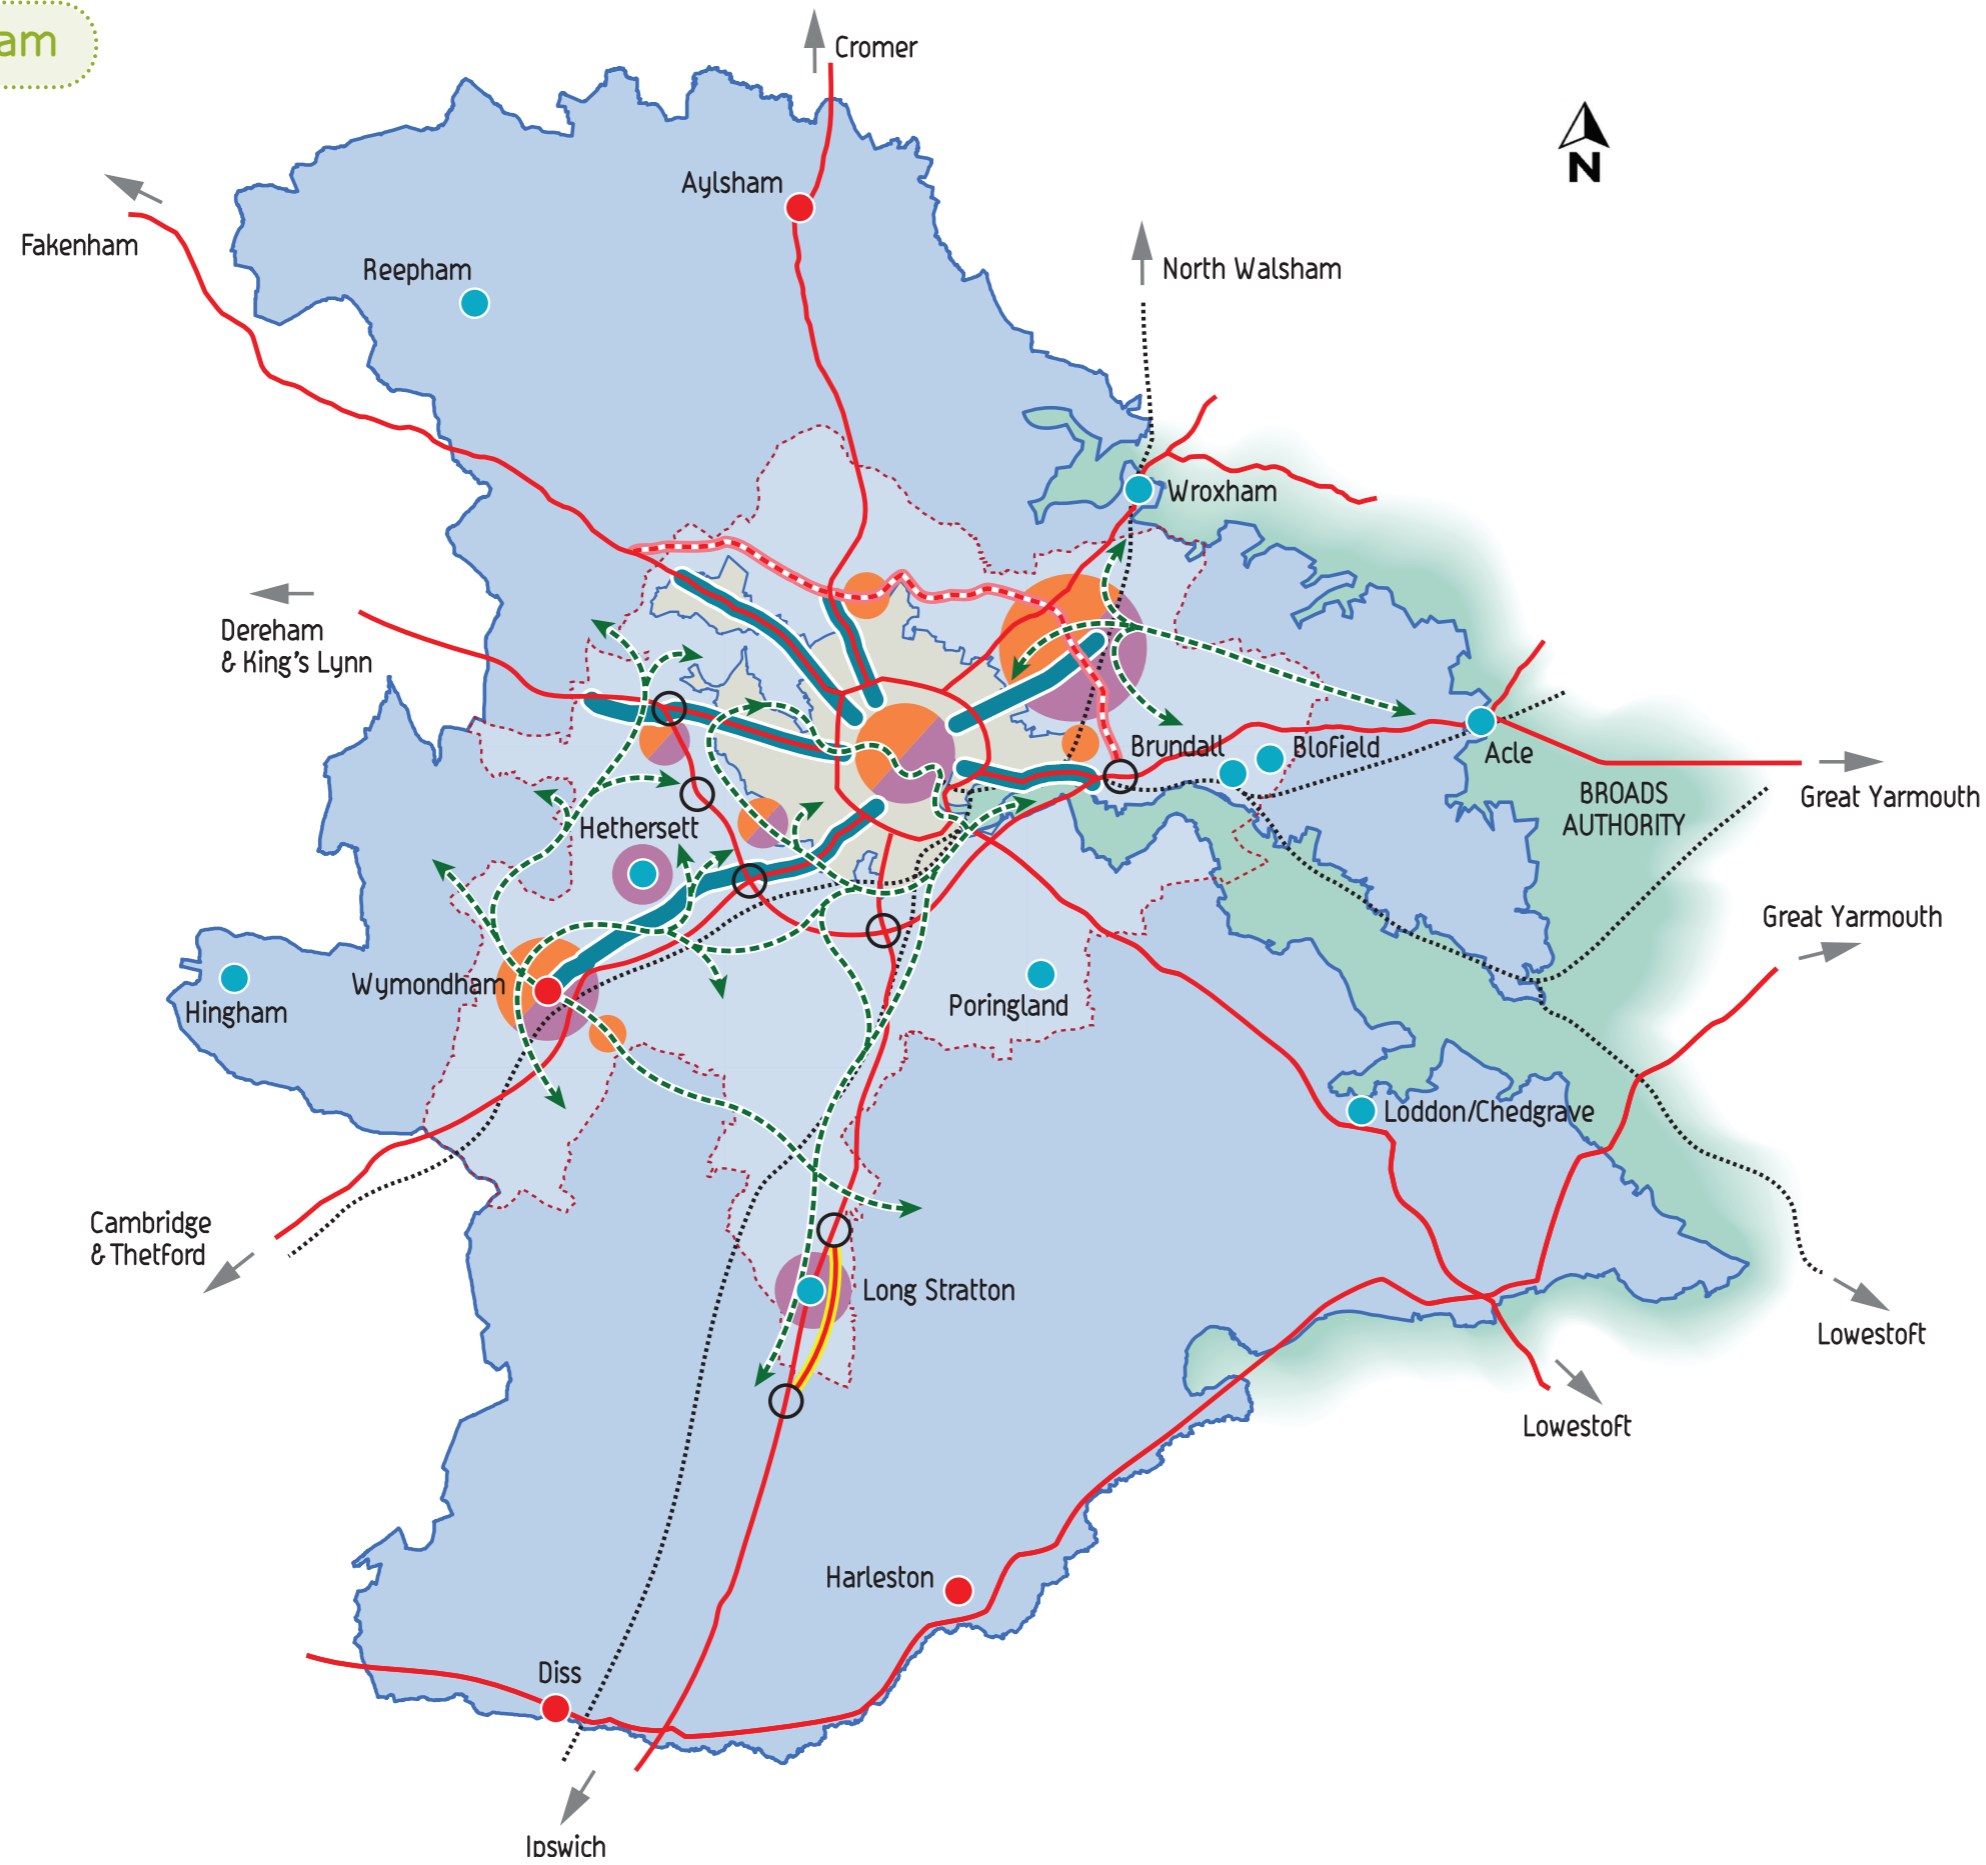 am
Cromer
Aylsham
N
Fakenham
Reepham
North Walsham
Wroxham
Dereham
& King's Lynn
Brundall
Blofield
Acle
BROADS
AUTHORITY
Great Yarmouth
Hethersett
Great Yarmouth
Wymondham
Hingham
Poringland
Loddon/Chedgrave
Cambridge
& Thetford
Long Stratton
Lowestoft
Lowestoft
Harleston
Diss
Ipswich